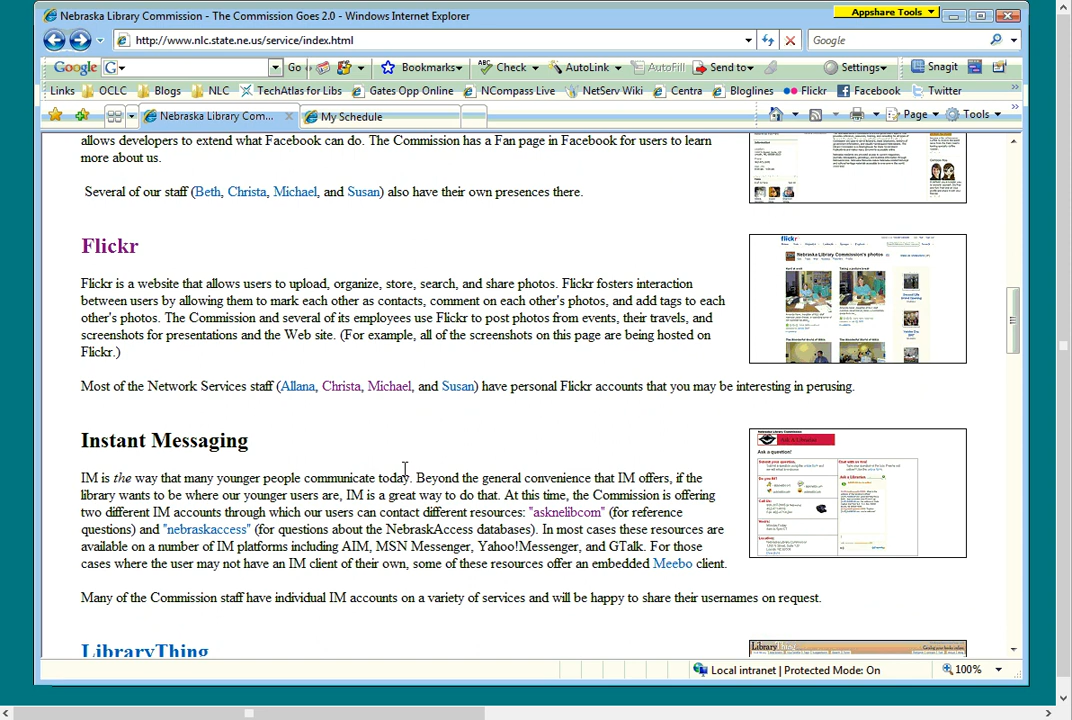 Nebraska Library Commission - The Commission Goes 2.0 - Windows Internet Explorer
Appshare Tools
http://www.nlc.state.ne.us/service/index.html
Google
Google G Go Bookmarks Check AutoLink AutoFill Send to Settings Snagit
Links OCLC Blogs NLC TechAtlas for Libs Gates Opp Online NCompass Live NetServ Wiki Centra Bloglines Flickr Facebook Twitter
Nebraska Library Com... My Schedule Page Tools
allows developers to extend what Facebook can do. The Commission has a Fan page in Facebook for users to learn
more about us.
Several of our staff (Beth, Christa, Michael, and Susan) also have their own presences there.
Flickr
Flickr is a website that allows users to upload, organize, store, search, and share photos. Flickr fosters interaction
between users by allowing them to mark each other as contacts, comment on each other's photos, and add tags to each
other's photos. The Commission and several of its employees use Flickr to post photos from events, their travels, and
screenshots for presentations and the Web site. (For example, all of the screenshots on this page are being hosted on
Flickr.)
flickr
Nebraska Library Commission's photos
Most of the Network Services staff (Allana, Christa, Michael, and Susan) have personal Flickr accounts that you may be interesting in perusing.
Instant Messaging
IM is the way that many younger people communicate today. Beyond the general convenience that IM offers, if the
library wants to be where our younger users are, IM is a great way to do that. At this time, the Commission is offering
two different IM accounts through which our users can contact different resources: "asknelibcom" (for reference
questions) and "nebraskaccess" (for questions about the NebraskAccess databases). In most cases these resources are
available on a number of IM platforms including AIM, MSN Messenger, Yahoo!Messenger, and GTalk. For those
cases where the user may not have an IM client of their own, some of these resources offer an embedded Meebo client.
Ask A Librarian
Ask a question!
Many of the Commission staff have individual IM accounts on a variety of services and will be happy to share their usernames on request.
LibraryThing
LibraryThing
Local intranet | Protected Mode: On
100%